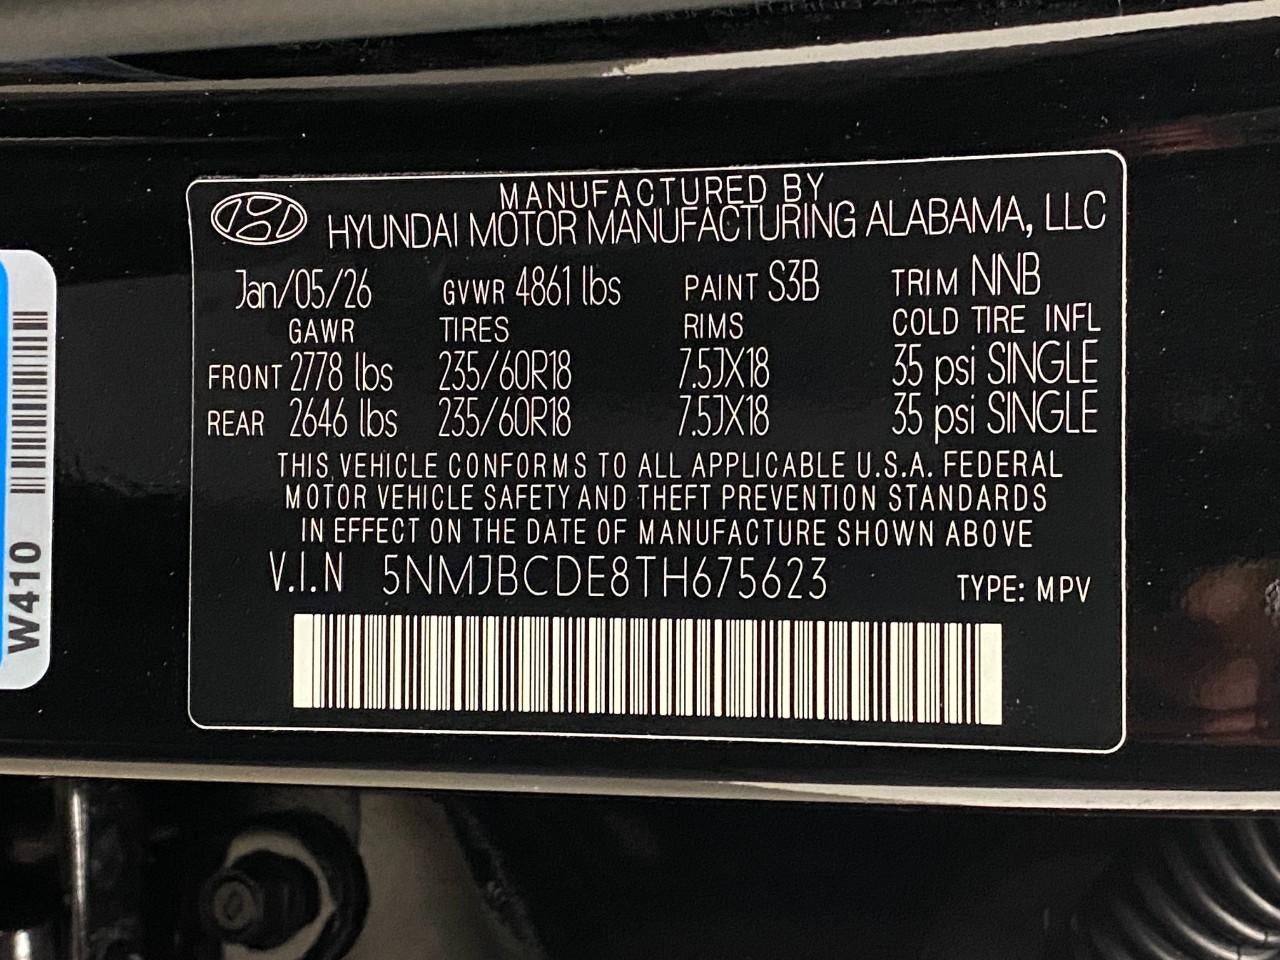 MANUFACTURED BY
HYUNDAI MOTOR MANUFACTURING ALABAMA, LLC
Jan/05/26 GVWR 4861 lbs PAINT S3B TRIM NNB
GAWR TIRES RIMS COLD TIRE INFL
FRONT 2778 lbs 235/60R18 7.5JX18 35 psi SINGLE
REAR 2646 lbs 235/60R18 7.5JX18 35 psi SINGLE
THIS VEHICLE CONFORMS TO ALL APPLICABLE U.S.A. FEDERAL
MOTOR VEHICLE SAFETY AND THEFT PREVENTION STANDARDS
IN EFFECT ON THE DATE OF MANUFACTURE SHOWN ABOVE
V.I.N 5NMJBCDE8TH675623 TYPE: MPV
W410